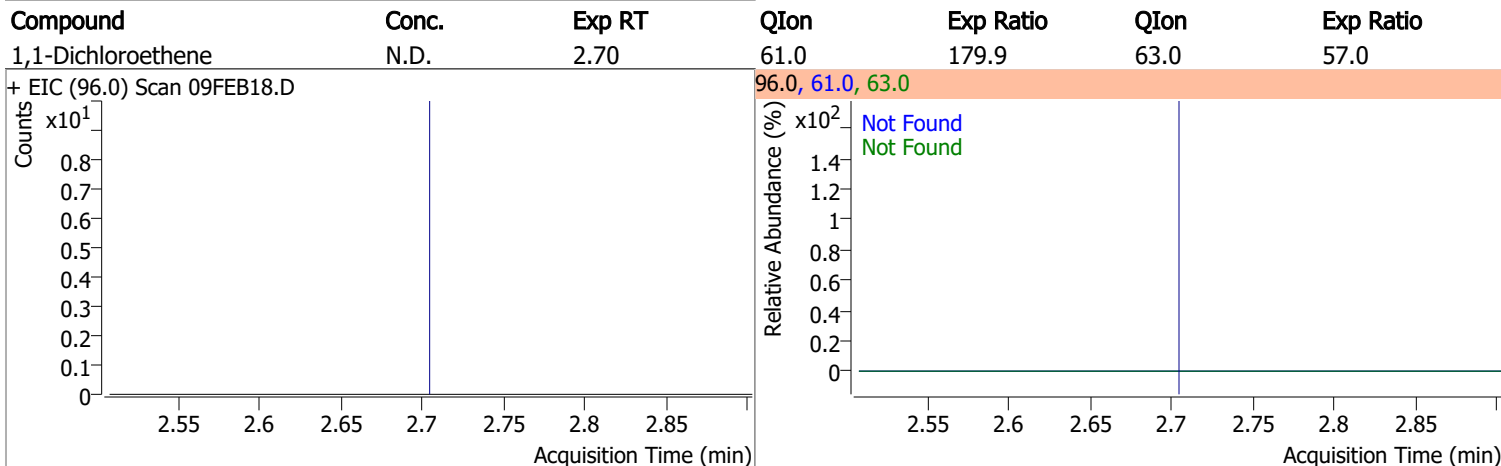 Compound Conc. Exp RT QIon Exp Ratio QIon Exp Ratio
1,1-Dichloroethene N.D. 2.70 61.0 179.9 63.0 57.0
+ EIC (96.0) Scan 09FEB18.D
Counts
x10¹
0.8
0.7
0.6
0.5
0.4
0.3
0.2
0.1
0
2.55 2.6 2.65 2.7 2.75 2.8 2.85
Acquisition Time (min)
96.0, 61.0, 63.0
Relative Abundance (%)
x10²
Not Found
Not Found
1.4
1.2
1
0.8
0.6
0.4
0.2
0
2.55 2.6 2.65 2.7 2.75 2.8 2.85
Acquisition Time (min)